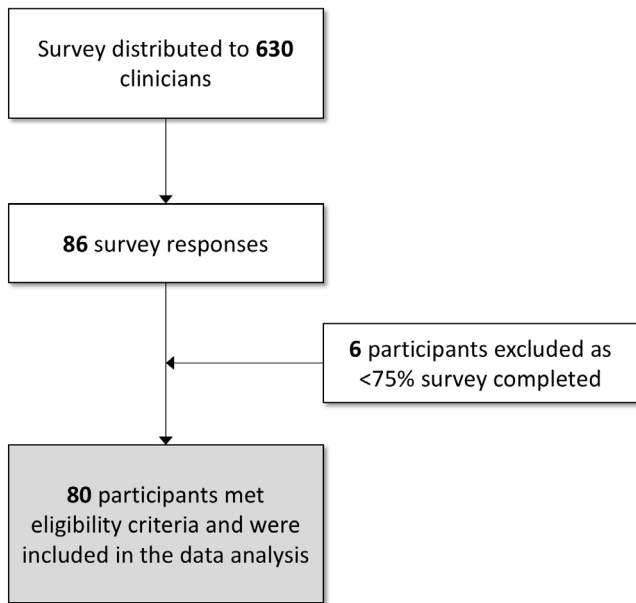 Survey distributed to 630
clinicians
86 survey responses
6 participants excluded as
<75% survey completed
80 participants met
eligibility criteria and were
included in the data analysis